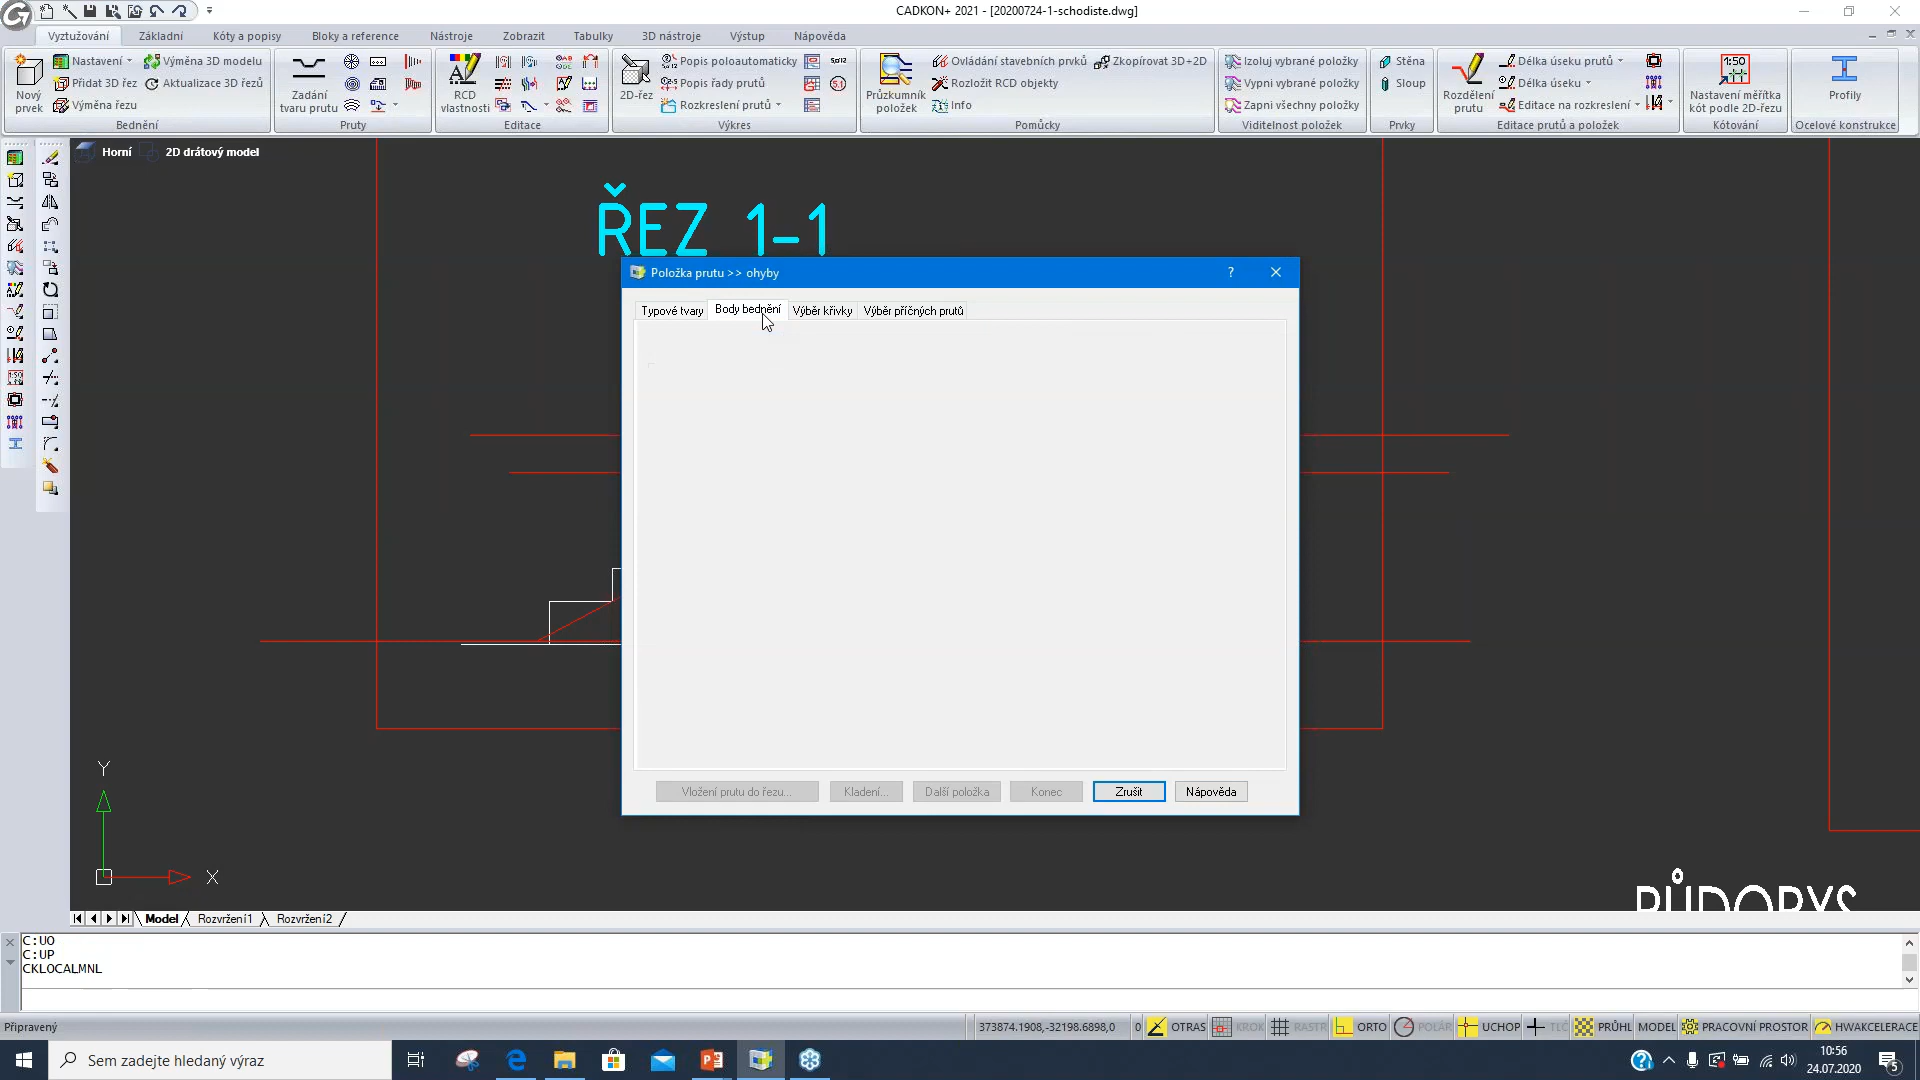 CADKON+ 2021 - [20200724-1-schodiste.dwg]
Vyztužování Základní Kóty a popisy Bloky a reference Nástroje Zobrazit Tabulky 3D nástroje Výstup Nápověda
Nový prvek
Nastavení
Přidat 3D řez
Výměna řezu
Výměna 3D modelu
Aktualizace 3D řezů
Bednění
Zadání tvaru prutu
Pruty
RCD vlastnosti
Editace
2D-řez
Popis poloautomaticky
Popis řady prutů
Rozkreslení prutů
Výkres
Průzkumník položek
Ovládání stavebních prvků
Rozložit RCD objekty
Info
Zkopírovat 3D+2D
Pomůcky
Izoluj vybrané položky
Vypni vybrané položky
Zapni všechny položky
Viditelnost položek
Stěna
Sloup
Prvky
Rozdělení prutu
Délka úseku prutů
Délka úseku
Editace na rozkreslení
Editace prutů a položek
1:50
Nastavení měřítka kót podle 2D-řezu
Kótování
Profily
Ocelové konstrukce
Horní 2D drátový model
ŘEZ 1-1
Položka prutu >> ohyby
Typové tvary Body bednění Výběr křivky Výběr příčných prutů
Vložení prutu do řezu... Kladení... Další položka Konec Zrušit Nápověda
Y
X
PŮDORYS
Model Rozvržení1 Rozvržení2
C:UO
C:UP
CKLOCALMNL
Připravený
373874.1908,-32198.6898,0 0 OTRAS KROK RASTR ORTO POLÁR UCHOP TLČ PRŮHL MODEL PRACOVNÍ PROSTOR HWAKCELERACE
Sem zadejte hledaný výraz
10:56
24.07.2020
5